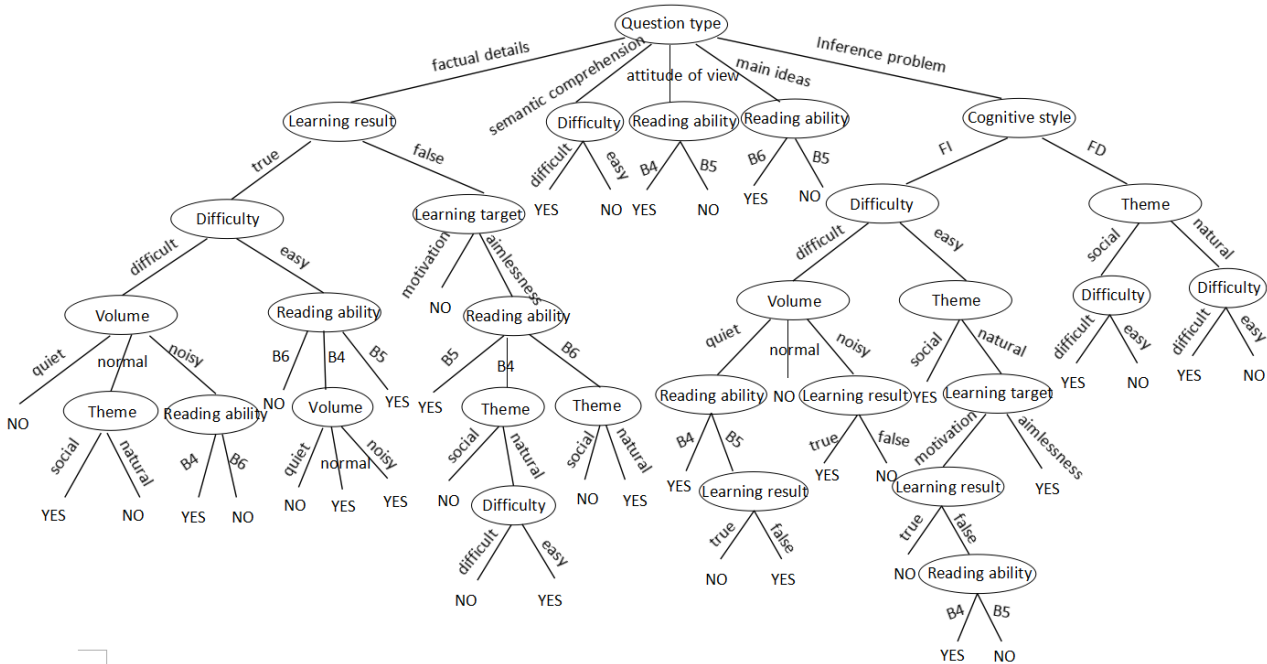 Question type
factual details
semantic comprehension
attitude of view
main ideas
Inference problem
Learning result
Difficulty
Reading ability
Reading ability
Cognitive style
true
false
difficult
easy
B4
B5
B6
B5
FI
FD
YES
NO
YES
NO
YES
NO
Difficulty
Learning target
Difficulty
Theme
difficult
easy
motivation
aimlessness
difficult
easy
social
natural
Volume
Reading ability
NO
Reading ability
Volume
Theme
Difficulty
Difficulty
quiet
normal
noisy
B6
B4
B5
B5
B4
B6
quiet
normal
noisy
social
natural
difficult
easy
difficult
easy
NO
Theme
Reading ability
NO
Volume
YES
YES
Theme
Theme
Reading ability
NO
Learning result
YES
Learning target
YES
NO
YES
NO
social
natural
B4
B6
quiet
normal
noisy
social
natural
social
natural
B4
B5
true
false
motivation
aimlessness
YES
NO
YES
NO
NO
YES
YES
NO
Difficulty
NO
YES
YES
Learning result
YES
NO
Learning result
YES
difficult
easy
true
false
true
false
NO
YES
NO
YES
NO
Reading ability
B4
B5
YES
NO